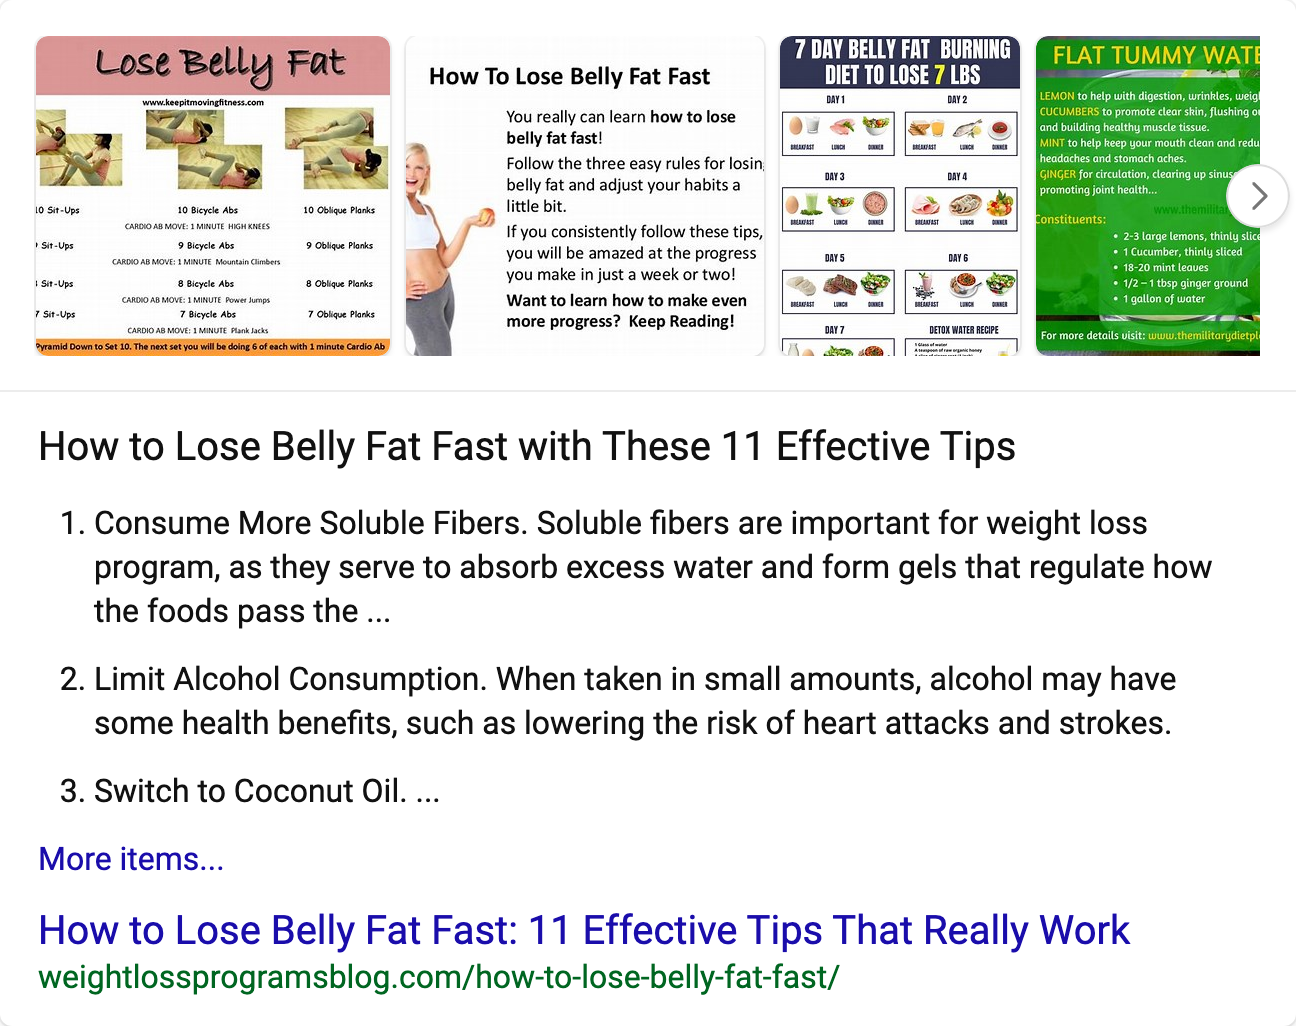 Lose Belly Fat
www.keepitmovingfitness.com
10 Sit-Ups
10 Bicycle Abs
10 Oblique Planks
CARDIO AB MOVE: 1 MINUTE HIGH KNEES
Sit-Ups
9 Bicycle Abs
9 Oblique Planks
CARDIO AB MOVE: 1 MINUTE Mountain Climbers
Sit-Ups
8 Bicycle Abs
8 Oblique Planks
CARDIO AB MOVE: 1 MINUTE Power Jumps
7 Sit-Ups
7 Bicycle Abs
7 Oblique Planks
CARDIO AB MOVE: 1 MINUTE Plank Jacks
Pyramid Down to Set 10. The next set you will be doing 6 of each with 1 minute Cardio Ab
How To Lose Belly Fat Fast
You really can learn how to lose
belly fat fast!
Follow the three easy rules for losin
belly fat and adjust your habits a
little bit.
If you consistently follow these tips,
you will be amazed at the progress
you make in just a week or two!
Want to learn how to make even
more progress? Keep Reading!
7 DAY BELLY FAT BURNING
DIET TO LOSE 7 LBS
DAY 1
DAY 2
BREAKFAST LUNCH DINNER
BREAKFAST LUNCH DINNER
DAY 3
DAY 4
BREAKFAST LUNCH DINNER
BREAKFAST LUNCH DINNER
DAY 5
DAY 6
BREAKFAST LUNCH DINNER
BREAKFAST LUNCH DINNER
DAY 7
DETOX WATER RECIPE
1 Glass of water
A teaspoon of raw organic honey
FLAT TUMMY WATE
LEMON to help with digestion, wrinkles, weig
CUCUMBERS to promote clear skin, flushing o
and building healthy muscle tissue.
MINT to help keep your mouth clean and redu
headaches and stomach aches.
GINGER for circulation, clearing up sinus
promoting joint health...
www.themilitar
Constituents:
• 2-3 large lemons, thinly slice
• 1 Cucumber, thinly sliced
• 18-20 mint leaves
• 1/2 – 1 tbsp ginger ground
• 1 gallon of water
For more details visit: www.themilitarydietpl
How to Lose Belly Fat Fast with These 11 Effective Tips
1. Consume More Soluble Fibers. Soluble fibers are important for weight loss
program, as they serve to absorb excess water and form gels that regulate how
the foods pass the ...
2. Limit Alcohol Consumption. When taken in small amounts, alcohol may have
some health benefits, such as lowering the risk of heart attacks and strokes.
3. Switch to Coconut Oil. ...
More items...
How to Lose Belly Fat Fast: 11 Effective Tips That Really Work
weightlossprogramsblog.com/how-to-lose-belly-fat-fast/